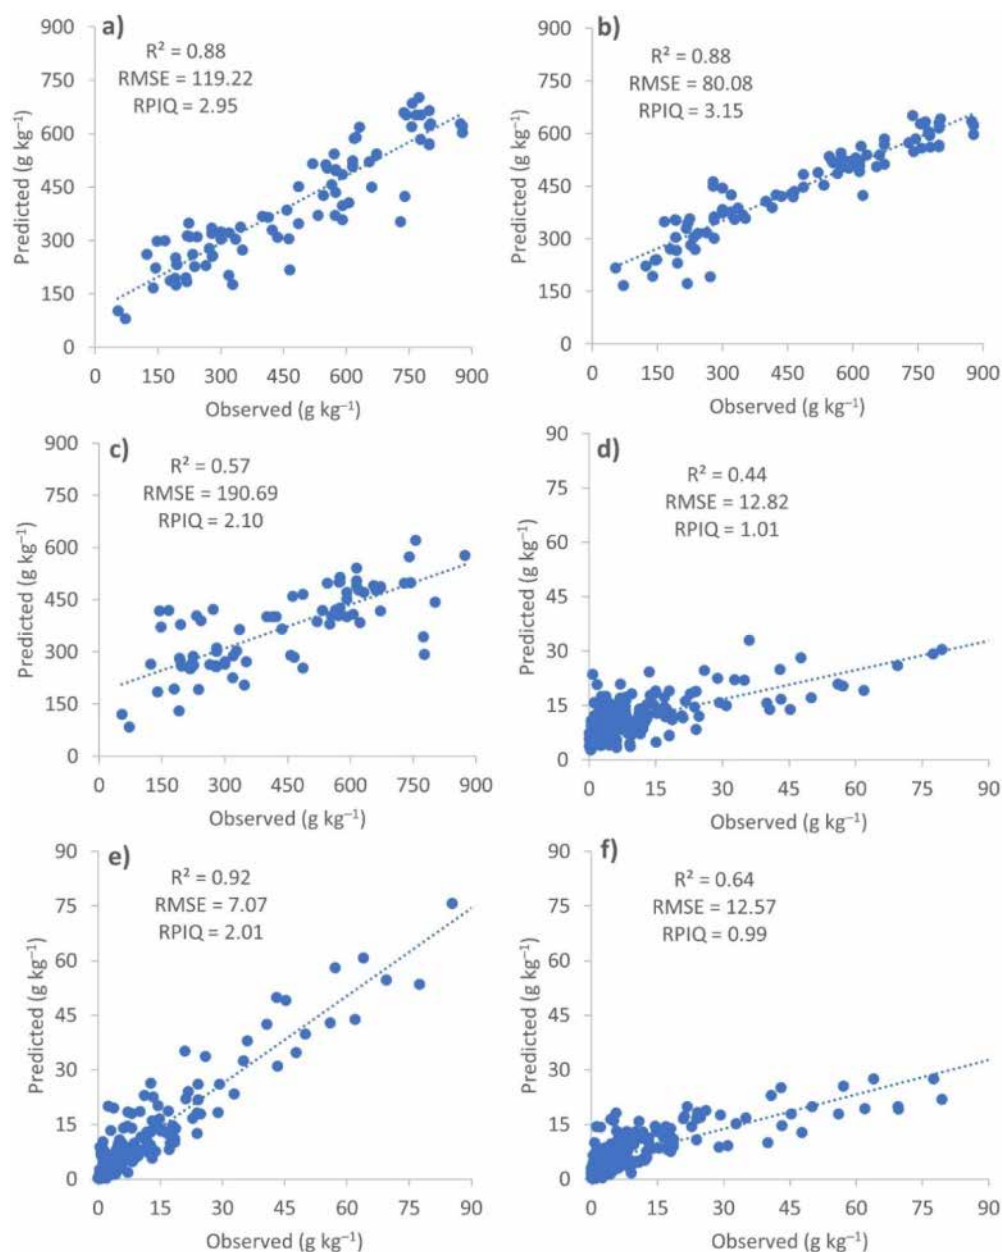 a)
R² = 0.88
RMSE = 119.22
RPIQ = 2.95
900
750
600
450
300
150
0
Predicted (g kg⁻¹)
0 150 300 450 600 750 900
Observed (g kg⁻¹)
b)
R² = 0.88
RMSE = 80.08
RPIQ = 3.15
900
750
600
450
300
150
0
Predicted (g kg⁻¹)
0 150 300 450 600 750 900
Observed (g kg⁻¹)
c)
R² = 0.57
RMSE = 190.69
RPIQ = 2.10
900
750
600
450
300
150
0
Predicted (g kg⁻¹)
0 150 300 450 600 750 900
Observed (g kg⁻¹)
d)
R² = 0.44
RMSE = 12.82
RPIQ = 1.01
90
75
60
45
30
15
0
Predicted (g kg⁻¹)
0 15 30 45 60 75 90
Observed (g kg⁻¹)
e)
R² = 0.92
RMSE = 7.07
RPIQ = 2.01
90
75
60
45
30
15
0
Predicted (g kg⁻¹)
0 15 30 45 60 75 90
Observed (g kg⁻¹)
f)
R² = 0.64
RMSE = 12.57
RPIQ = 0.99
90
75
60
45
30
15
0
Predicted (g kg⁻¹)
0 15 30 45 60 75 90
Observed (g kg⁻¹)